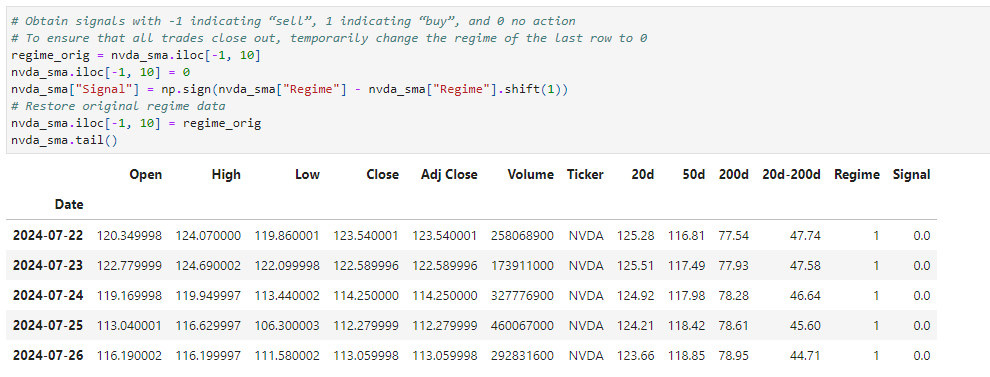 # Obtain signals with -1 indicating “sell”, 1 indicating “buy”, and 0 no action
# To ensure that all trades close out, temporarily change the regime of the last row to 0
regime_orig = nvda_sma.iloc[-1, 10]
nvda_sma.iloc[-1, 10] = 0
nvda_sma["Signal"] = np.sign(nvda_sma["Regime"] - nvda_sma["Regime"].shift(1))
# Restore original regime data
nvda_sma.iloc[-1, 10] = regime_orig
nvda_sma.tail()
Open High Low Close Adj Close Volume Ticker 20d 50d 200d 20d-200d Regime Signal
Date
2024-07-22 120.349998 124.070000 119.860001 123.540001 123.540001 258068900 NVDA 125.28 116.81 77.54 47.74 1 0.0
2024-07-23 122.779999 124.690002 122.099998 122.589996 122.589996 173911000 NVDA 125.51 117.49 77.93 47.58 1 0.0
2024-07-24 119.169998 119.949997 113.440002 114.250000 114.250000 327776900 NVDA 124.92 117.98 78.28 46.64 1 0.0
2024-07-25 113.040001 116.629997 106.300003 112.279999 112.279999 460067000 NVDA 124.21 118.42 78.61 45.60 1 0.0
2024-07-26 116.190002 116.199997 111.580002 113.059998 113.059998 292831600 NVDA 123.66 118.85 78.95 44.71 1 0.0